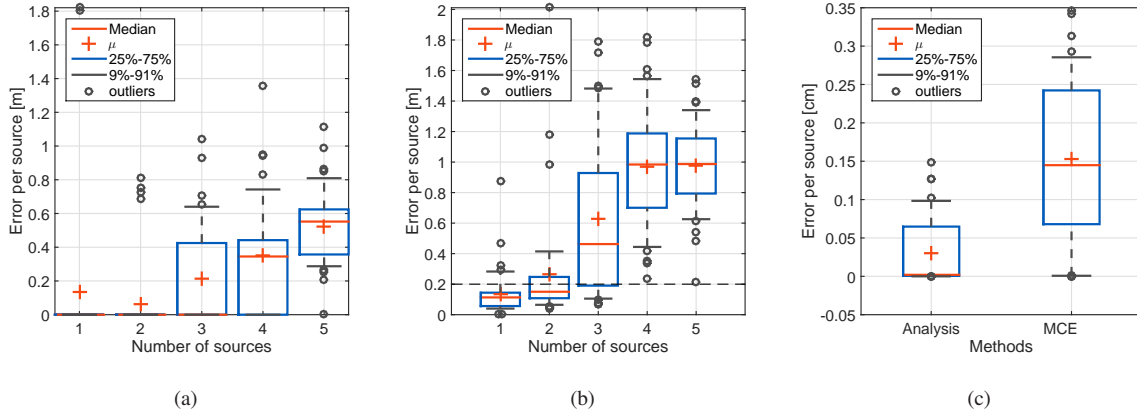 1.8
1.6
1.4
1.2
1
0.8
0.6
0.4
0.2
0
Error per source [m]
Median
μ
25%-75%
9%-91%
outliers
1 2 3 4 5
Number of sources
(a)
2
1.8
1.6
1.4
1.2
1
0.8
0.6
0.4
0.2
0
Error per source [m]
Median
μ
25%-75%
9%-91%
outliers
1 2 3 4 5
Number of sources
(b)
0.35
0.3
0.25
0.2
0.15
0.1
0.05
0
-0.05
Error per source [cm]
Median
μ
25%-75%
9%-91%
outliers
Analysis MCE
Methods
(c)